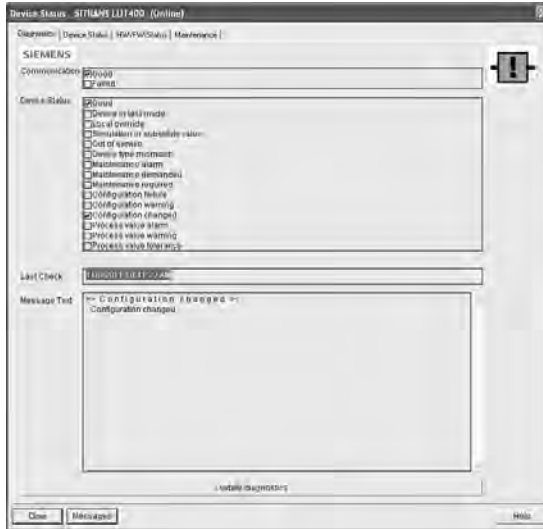 Device Status - SITRANS LUT400 (Online)
Diagnostics | Device Status | HW/FW Status | Maintenance
SIEMENS
Communication
Good
Failed
Device Status
Good
Device in test mode
Local override
Simulation or substitute value
Out of service
Device type mismatch
Maintenance alarm
Maintenance demanded
Maintenance required
Configuration failure
Configuration warning
Configuration changed
Process value alarm
Process value warning
Process value tolerance
Last Check
Message Text
Configuration changed
Configuration changed
Update diagnostics
Close
Messages
Help